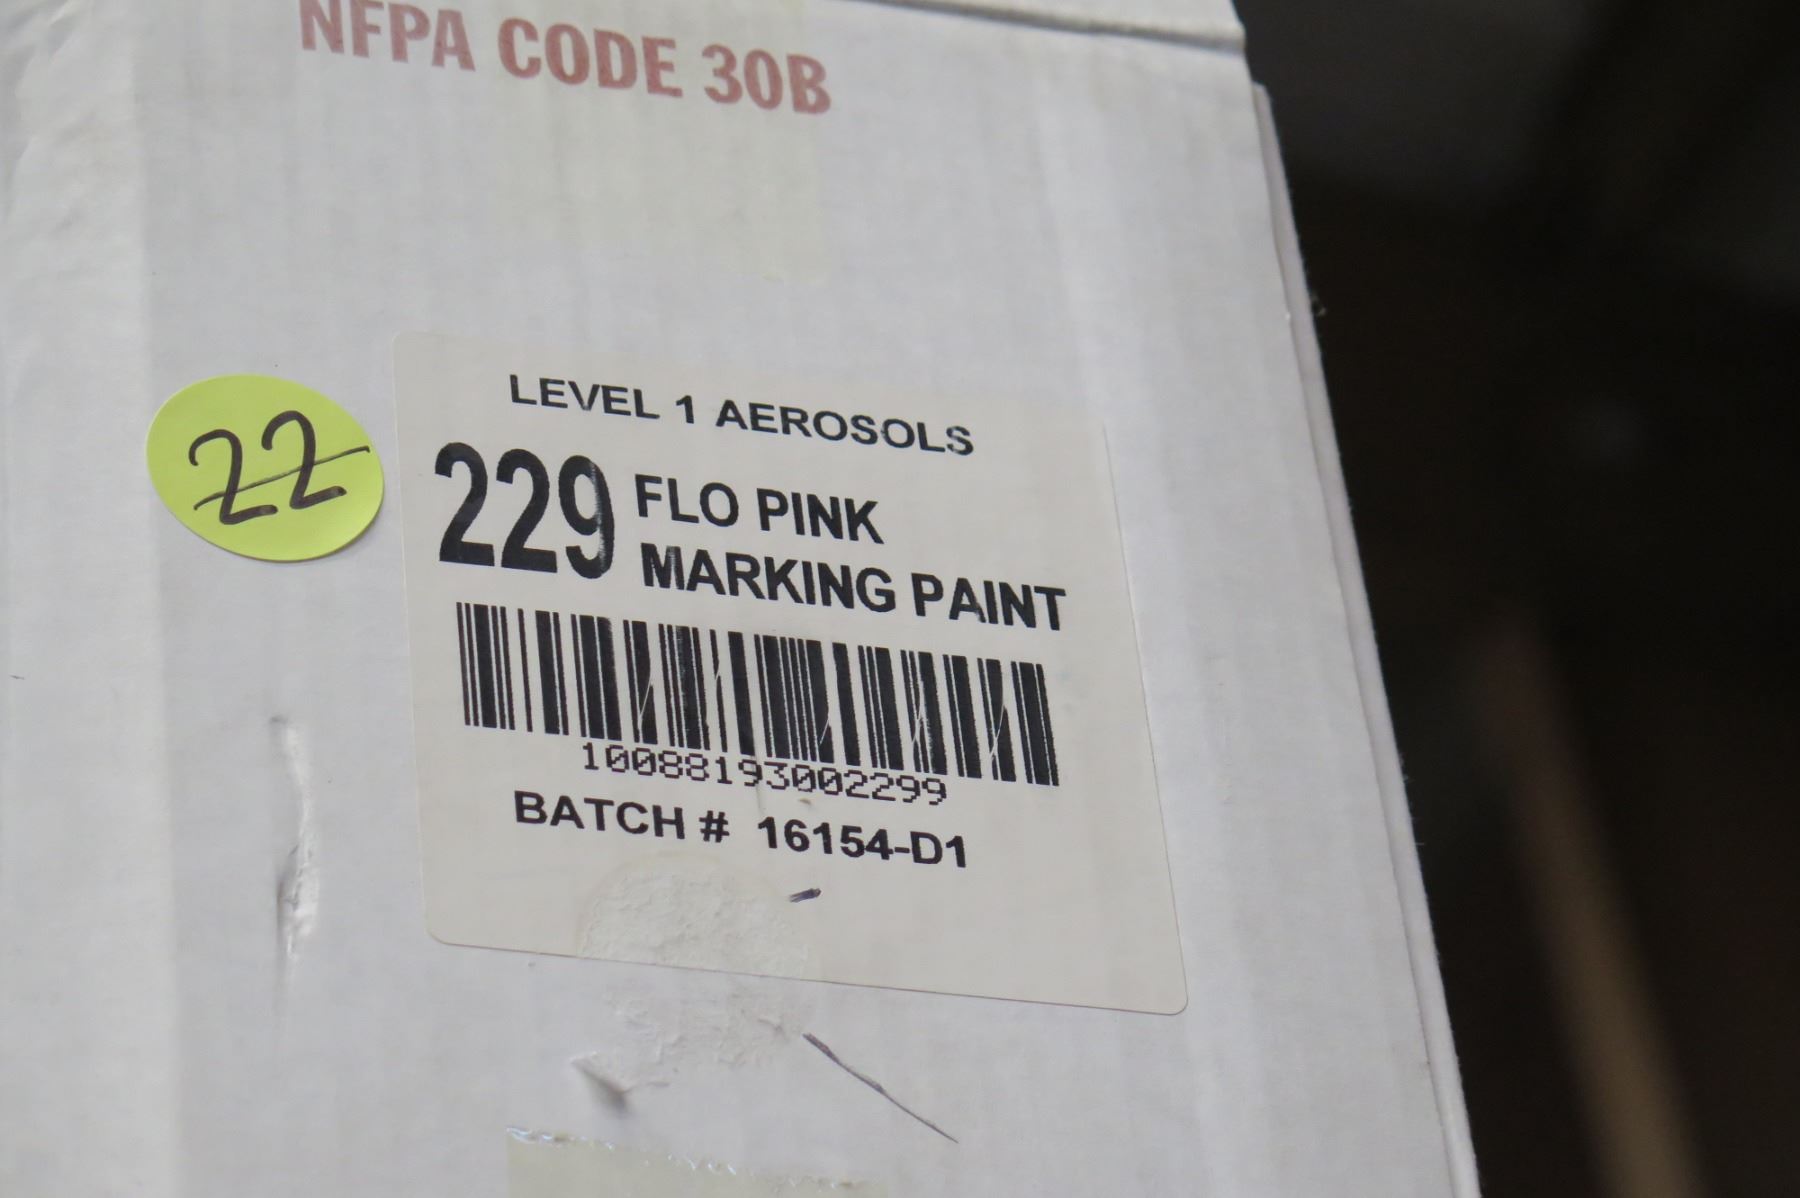 NFPA CODE 30B
22
LEVEL 1 AEROSOLS
229 FLO PINK
MARKING PAINT
10088193002299
BATCH # 16154-D1